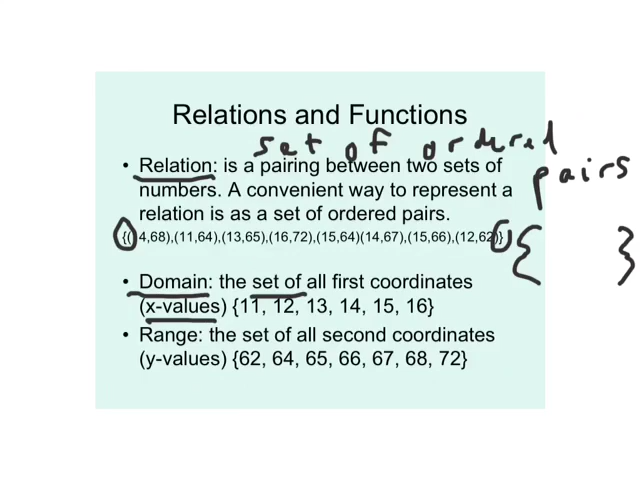 Relations and Functions
set of ordered
pairs
• Relation: is a pairing between two sets of
numbers. A convenient way to represent a
relation is as a set of ordered pairs.
{(14,68),(11,64),(13,65),(16,72),(15,64)(14,67),(15,66),(12,62)}
{ }
• Domain: the set of all first coordinates
(x-values) {11, 12, 13, 14, 15, 16}
• Range: the set of all second coordinates
(y-values) {62, 64, 65, 66, 67, 68, 72}